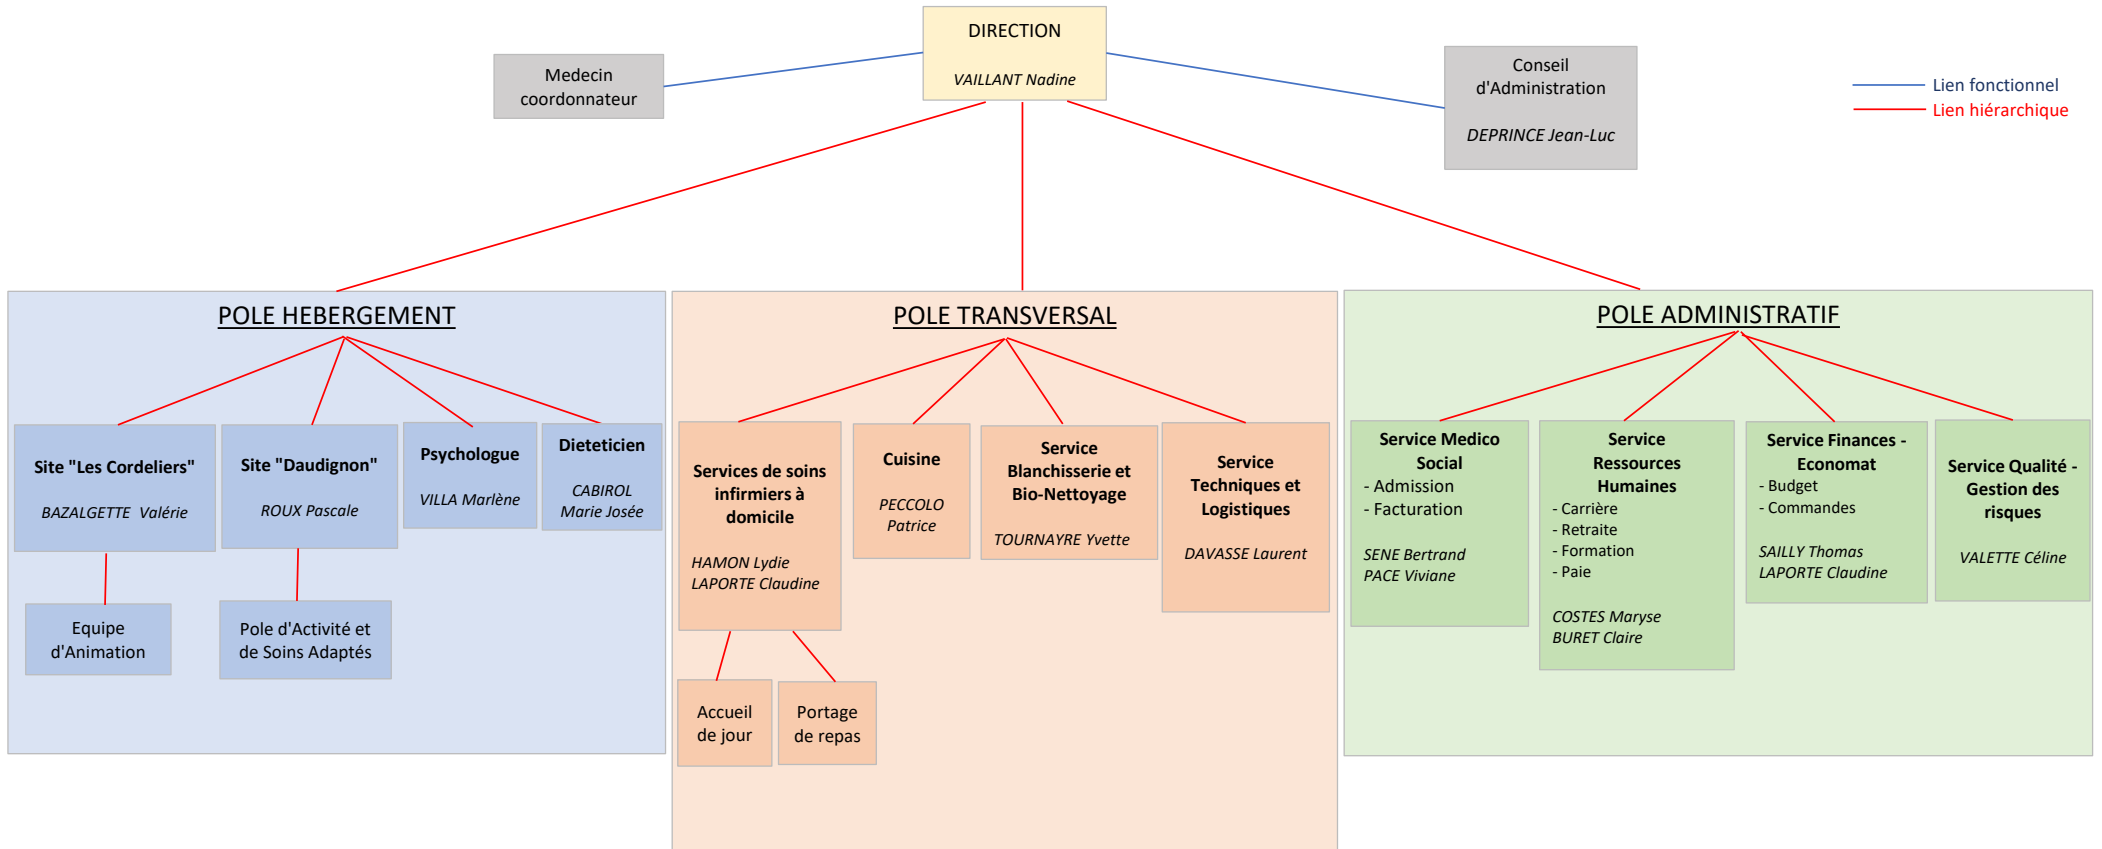 DIRECTION
VAILLANT Nadine
Medecin
coordonnateur
Conseil
d'Administration
DEPRINCE Jean-Luc
Lien fonctionnel
Lien hiérarchique
POLE HEBERGEMENT
Site "Les Cordeliers"
BAZALGETTE  Valérie
Site "Daudignon"
ROUX Pascale
Psychologue
VILLA Marlène
Dieteticien
CABIROL
Marie Josée
Equipe
d'Animation
Pole d'Activité et
de Soins Adaptés
POLE TRANSVERSAL
Services de soins
infirmiers à
domicile
HAMON Lydie
LAPORTE Claudine
Cuisine
PECCOLO
Patrice
Service
Blanchisserie et
Bio-Nettoyage
TOURNAYRE Yvette
Service
Techniques et
Logistiques
DAVASSE Laurent
Accueil
de jour
Portage
de repas
POLE ADMINISTRATIF
Service Medico
Social
- Admission
- Facturation
SENE Bertrand
PACE Viviane
Service
Ressources
Humaines
- Carrière
- Retraite
- Formation
- Paie
COSTES Maryse
BURET Claire
Service Finances -
Economat
- Budget
- Commandes
SAILLY Thomas
LAPORTE Claudine
Service Qualité -
Gestion des
risques
VALETTE Céline